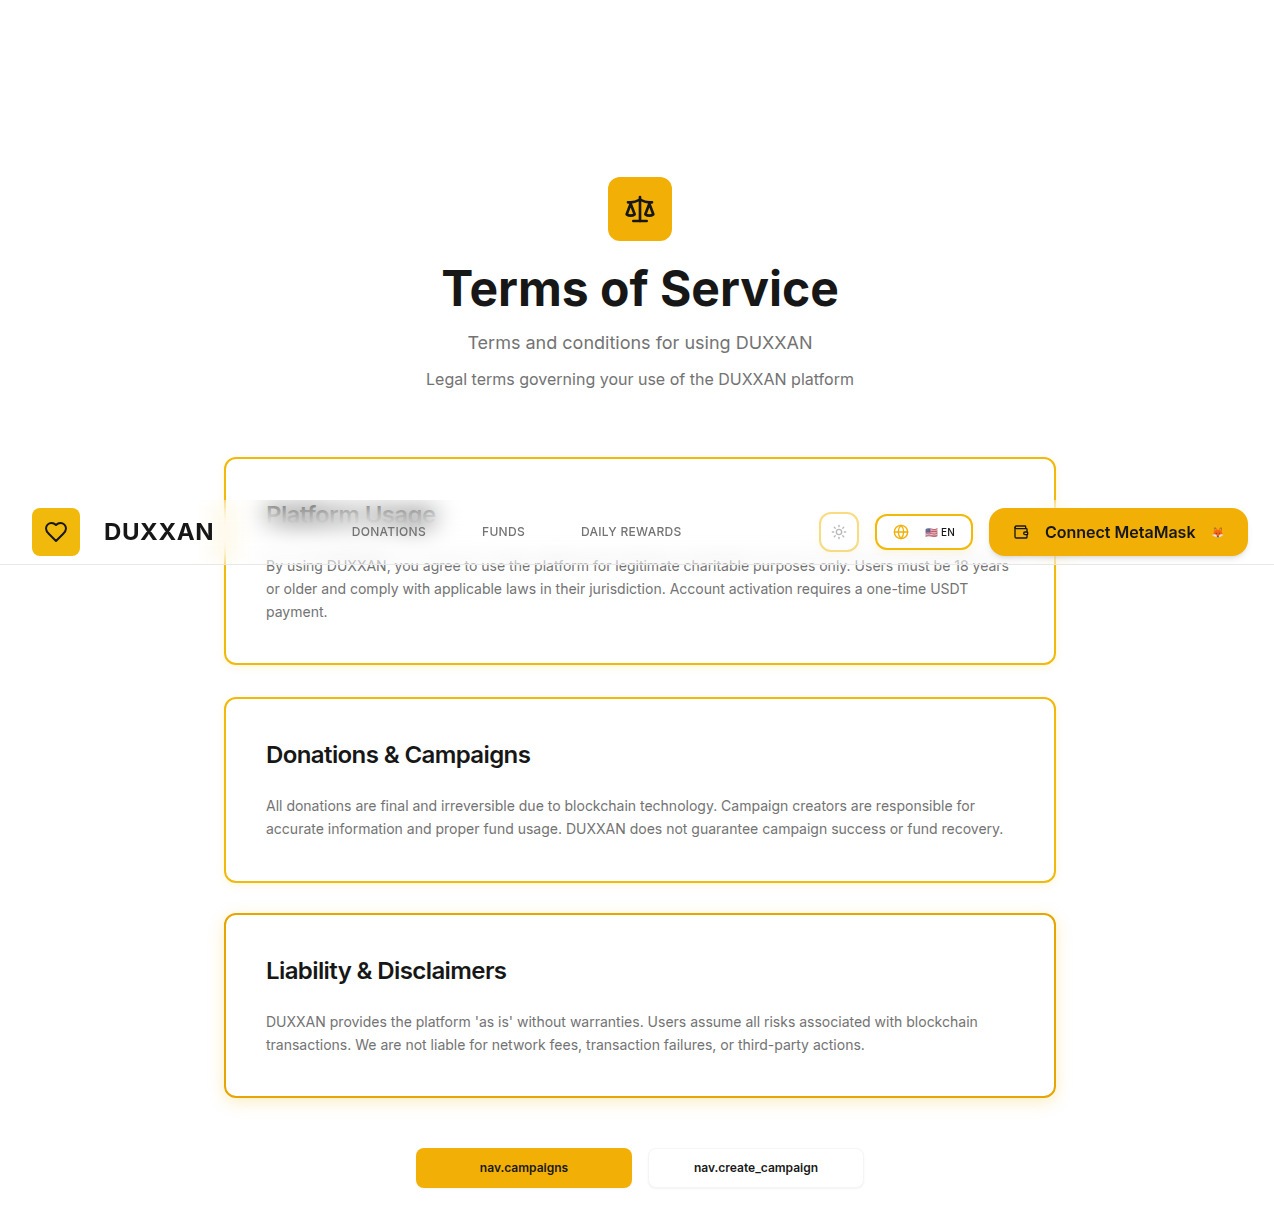 Terms of Service
Terms and conditions for using DUXXAN
Legal terms governing your use of the DUXXAN platform
Platform Usage
DUXXAN
DONATIONS
FUNDS
DAILY REWARDS
🇺🇸 EN
Connect MetaMask 🦊
By using DUXXAN, you agree to use the platform for legitimate charitable purposes only. Users must be 18 years
or older and comply with applicable laws in their jurisdiction. Account activation requires a one-time USDT
payment.
Donations & Campaigns
All donations are final and irreversible due to blockchain technology. Campaign creators are responsible for
accurate information and proper fund usage. DUXXAN does not guarantee campaign success or fund recovery.
Liability & Disclaimers
DUXXAN provides the platform 'as is' without warranties. Users assume all risks associated with blockchain
transactions. We are not liable for network fees, transaction failures, or third-party actions.
nav.campaigns
nav.create_campaign